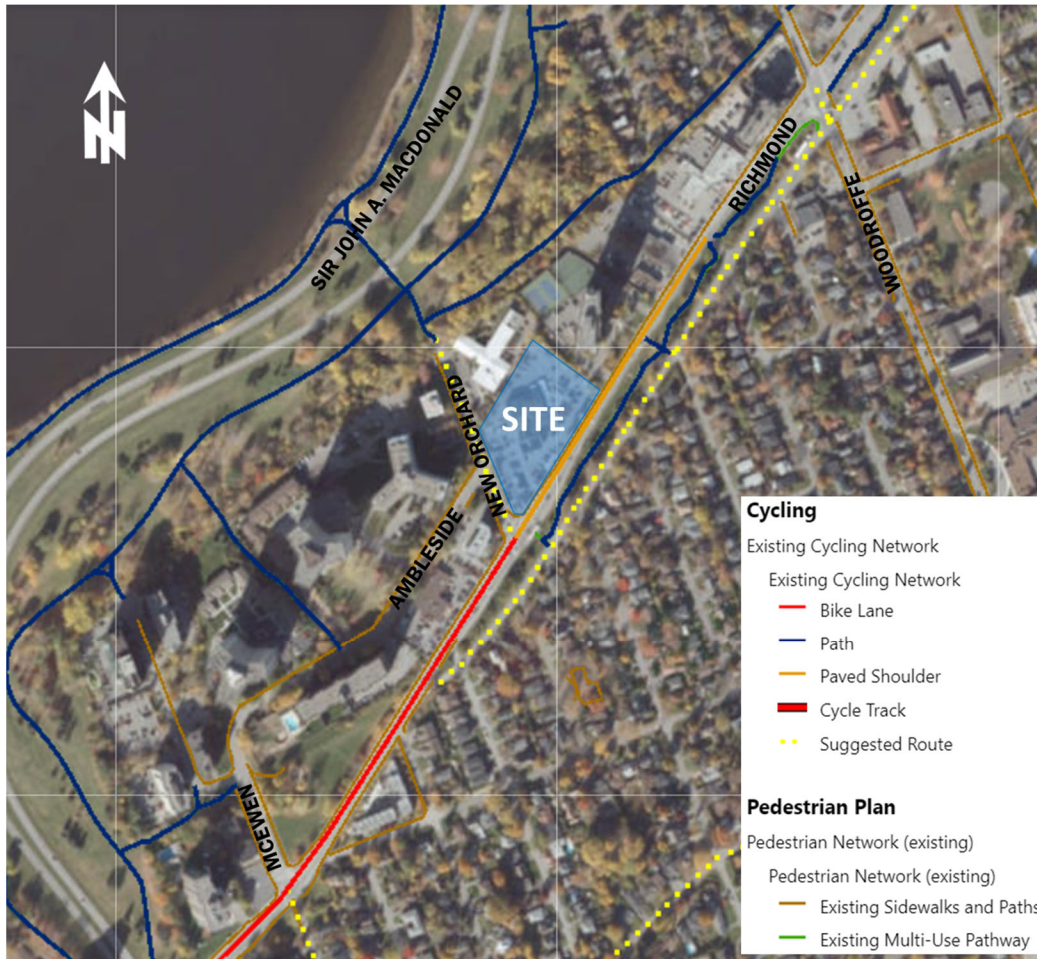 N
SIR JOHN A. MACDONALD
RICHMOND
WOODROFFE
NEW ORCHARD
SITE
AMBLESIDE
MCEWEN
Cycling
Existing Cycling Network
Existing Cycling Network
Bike Lane
Path
Paved Shoulder
Cycle Track
Suggested Route
Pedestrian Plan
Pedestrian Network (existing)
Pedestrian Network (existing)
Existing Sidewalks and Paths
Existing Multi-Use Pathway